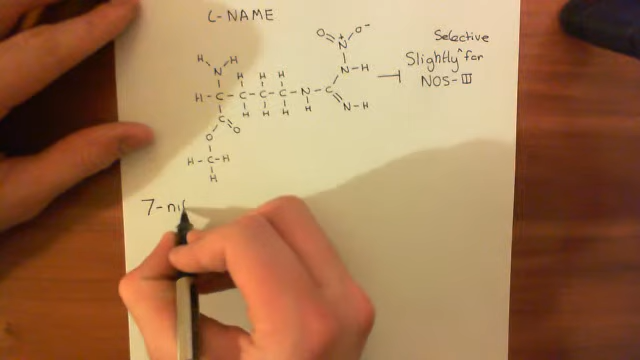 L-NAME
Selective
Slightly ^ for
NOS-III
O
N
+
O
-
H
H
N
N-H
H
H
H
H-C-C-C-C-N-C
H
H
H
H
N-H
C
O
O
H-C-H
H
7-ni